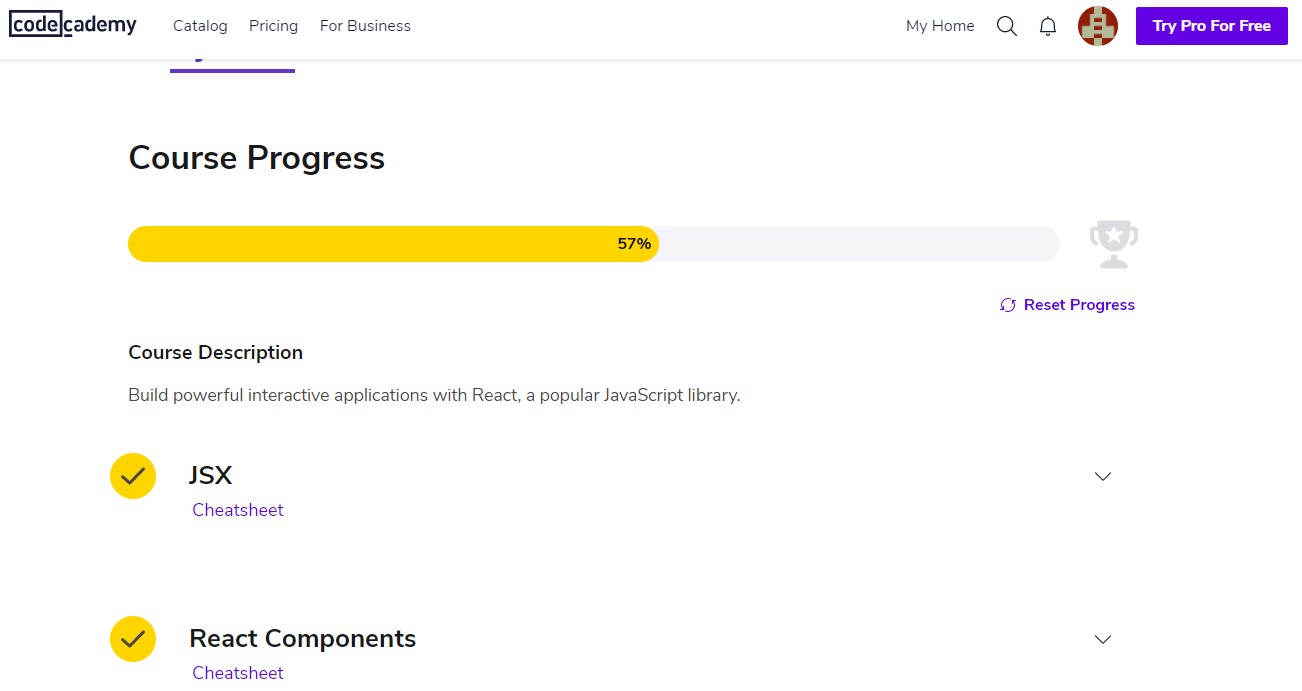 codecademy Catalog Pricing For Business My Home Try Pro For Free
Course Progress
57%
Reset Progress
Course Description
Build powerful interactive applications with React, a popular JavaScript library.
JSX
Cheatsheet
React Components
Cheatsheet